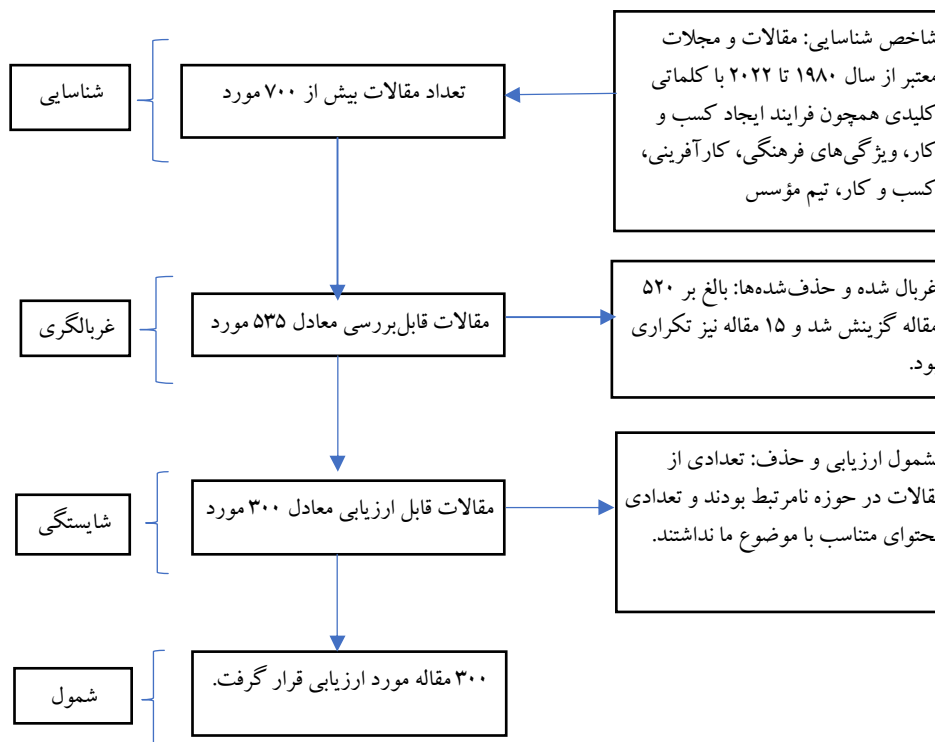 شاخص شناسایی: مقالات و مجلات
معتبر از سال ۱۹۸۰ تا ۲۰۲۲ با کلماتی
کلیدی همچون فرایند ایجاد کسب و
کار، ویژگی‌های فرهنگی، کارآفرینی،
کسب و کار، تیم مؤسس
تعداد مقالات بیش از ۷۰۰ مورد
شناسایی
غربال شده و حذف‌شده‌ها: بالغ بر ۵۲۰
مقاله گزینش شد و ۱۵ مقاله نیز تکراری
بود.
مقالات قابل‌بررسی معادل ۵۳۵ مورد
غربالگری
شمول ارزیابی و حذف: تعدادی از
مقالات در حوزه نامرتبط بودند و تعدادی
محتوای متناسب با موضوع ما نداشتند.
مقالات قابل ارزیابی معادل ۳۰۰ مورد
شایستگی
۳۰۰ مقاله مورد ارزیابی قرار گرفت.
شمول